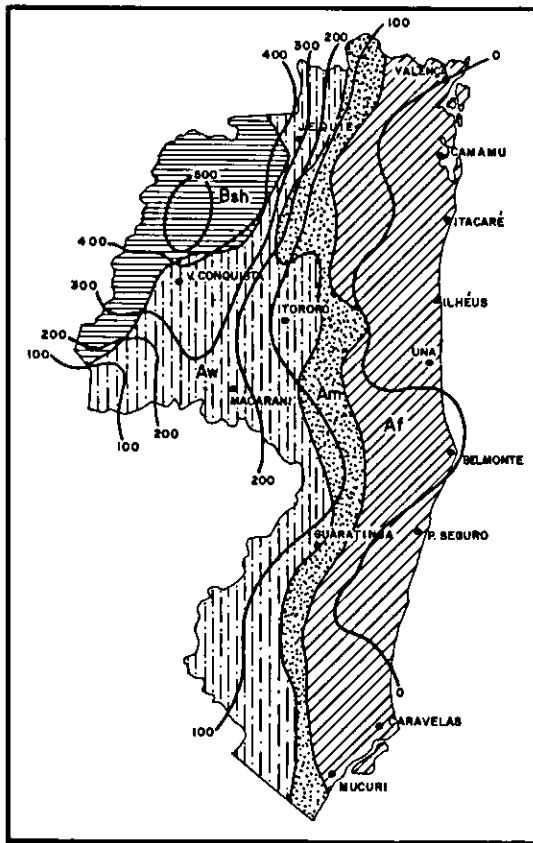 100
200
300
400
0
VALENÇ
JEQUIÉ
CAMAMU
500
Bsh
ITACARÉ
400
V. CONQUISTA
300
ILHÉUS
ITORORÓ
200
UNA
100
Aw
Am
MACARANI
Af
200
100
200
BELMONTE
GUARATINGA
P. SEGURO
0
100
CARAVELAS
MUCURI